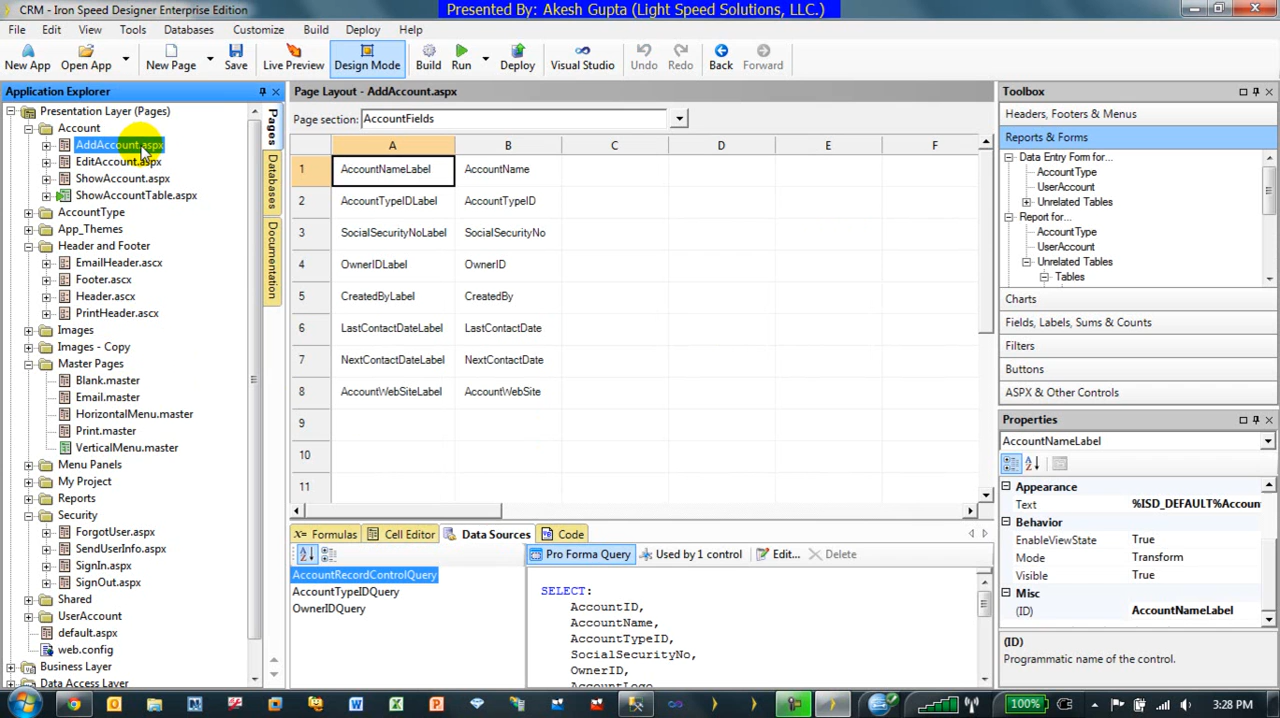 CRM - Iron Speed Designer Enterprise Edition
Presented By: Akesh Gupta (Light Speed Solutions, LLC.)
File Edit View Tools Databases Customize Build Deploy Help
New App Open App New Page Save Live Preview Design Mode Build Run Deploy Visual Studio Undo Redo Back Forward
Application Explorer
Presentation Layer (Pages)
Account
AddAccount.aspx
EditAccount.aspx
ShowAccount.aspx
ShowAccountTable.aspx
AccountType
App_Themes
Header and Footer
EmailHeader.ascx
Footer.ascx
Header.ascx
PrintHeader.ascx
Images
Images - Copy
Master Pages
Blank.master
Email.master
HorizontalMenu.master
Print.master
VerticalMenu.master
Menu Panels
My Project
Reports
Security
ForgotUser.aspx
SendUserInfo.aspx
SignIn.aspx
SignOut.aspx
Shared
UserAccount
default.aspx
web.config
Business Layer
Data Access Layer
Pages
Databases
Documentation
Page Layout - AddAccount.aspx
Page section: AccountFields
A B C D E F
1 AccountNameLabel AccountName
2 AccountTypeIDLabel AccountTypeID
3 SocialSecurityNoLabel SocialSecurityNo
4 OwnerIDLabel OwnerID
5 CreatedByLabel CreatedBy
6 LastContactDateLabel LastContactDate
7 NextContactDateLabel NextContactDate
8 AccountWebSiteLabel AccountWebSite
9
10
11
X= Formulas Cell Editor Data Sources Code
Pro Forma Query Used by 1 control Edit... Delete
AccountRecordControlQuery
AccountTypeIDQuery
OwnerIDQuery
SELECT:
AccountID,
AccountName,
AccountTypeID,
SocialSecurityNo,
OwnerID,
AccountLogo
Toolbox
Headers, Footers & Menus
Reports & Forms
Data Entry Form for...
AccountType
UserAccount
Unrelated Tables
Report for...
AccountType
UserAccount
Unrelated Tables
Tables
Charts
Fields, Labels, Sums & Counts
Filters
Buttons
ASPX & Other Controls
Properties
AccountNameLabel
Appearance
Text %ISD_DEFAULT%Accoun
Behavior
EnableViewState True
Mode Transform
Visible True
Misc
(ID) AccountNameLabel
(ID)
Programmatic name of the control.
100% 3:28 PM